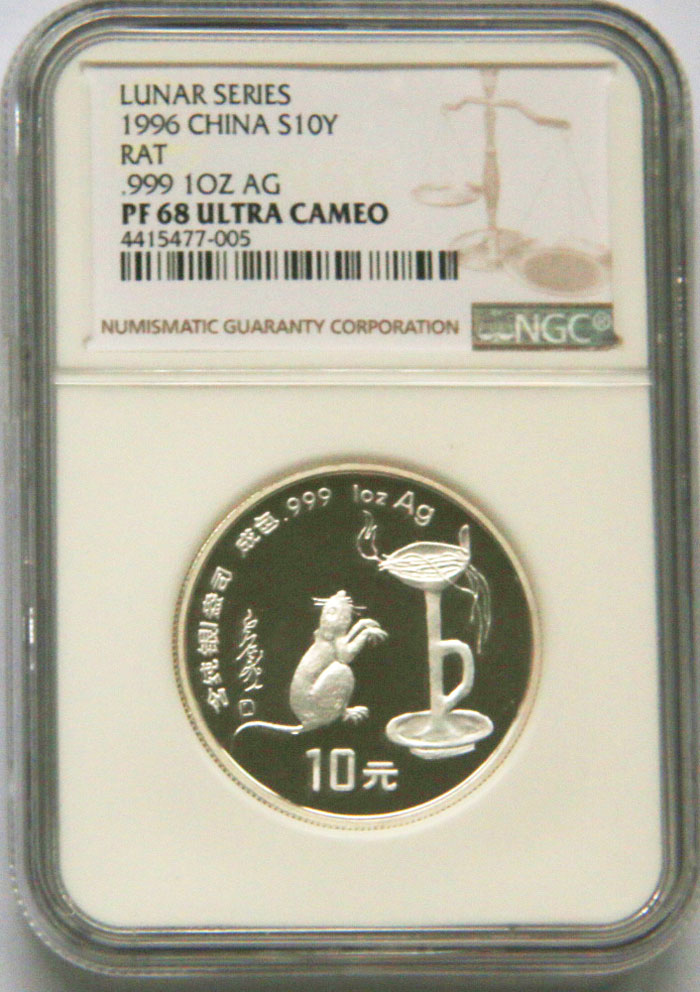 LUNAR SERIES
1996 CHINA S10Y
RAT
.999 1OZ AG
PF 68 ULTRA CAMEO
4415477-005
NUMISMATIC GUARANTY CORPORATION
NGC®
成色.999 1oz Ag
10元